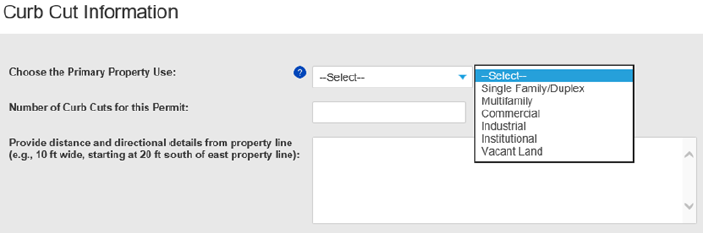 Curb Cut Information
Choose the Primary Property Use:
?
--Select--
--Select--
Single Family/Duplex
Multifamily
Commercial
Industrial
Institutional
Vacant Land
Number of Curb Cuts for this Permit:
Provide distance and directional details from property line
(e.g., 10 ft wide, starting at 20 ft south of east property line):